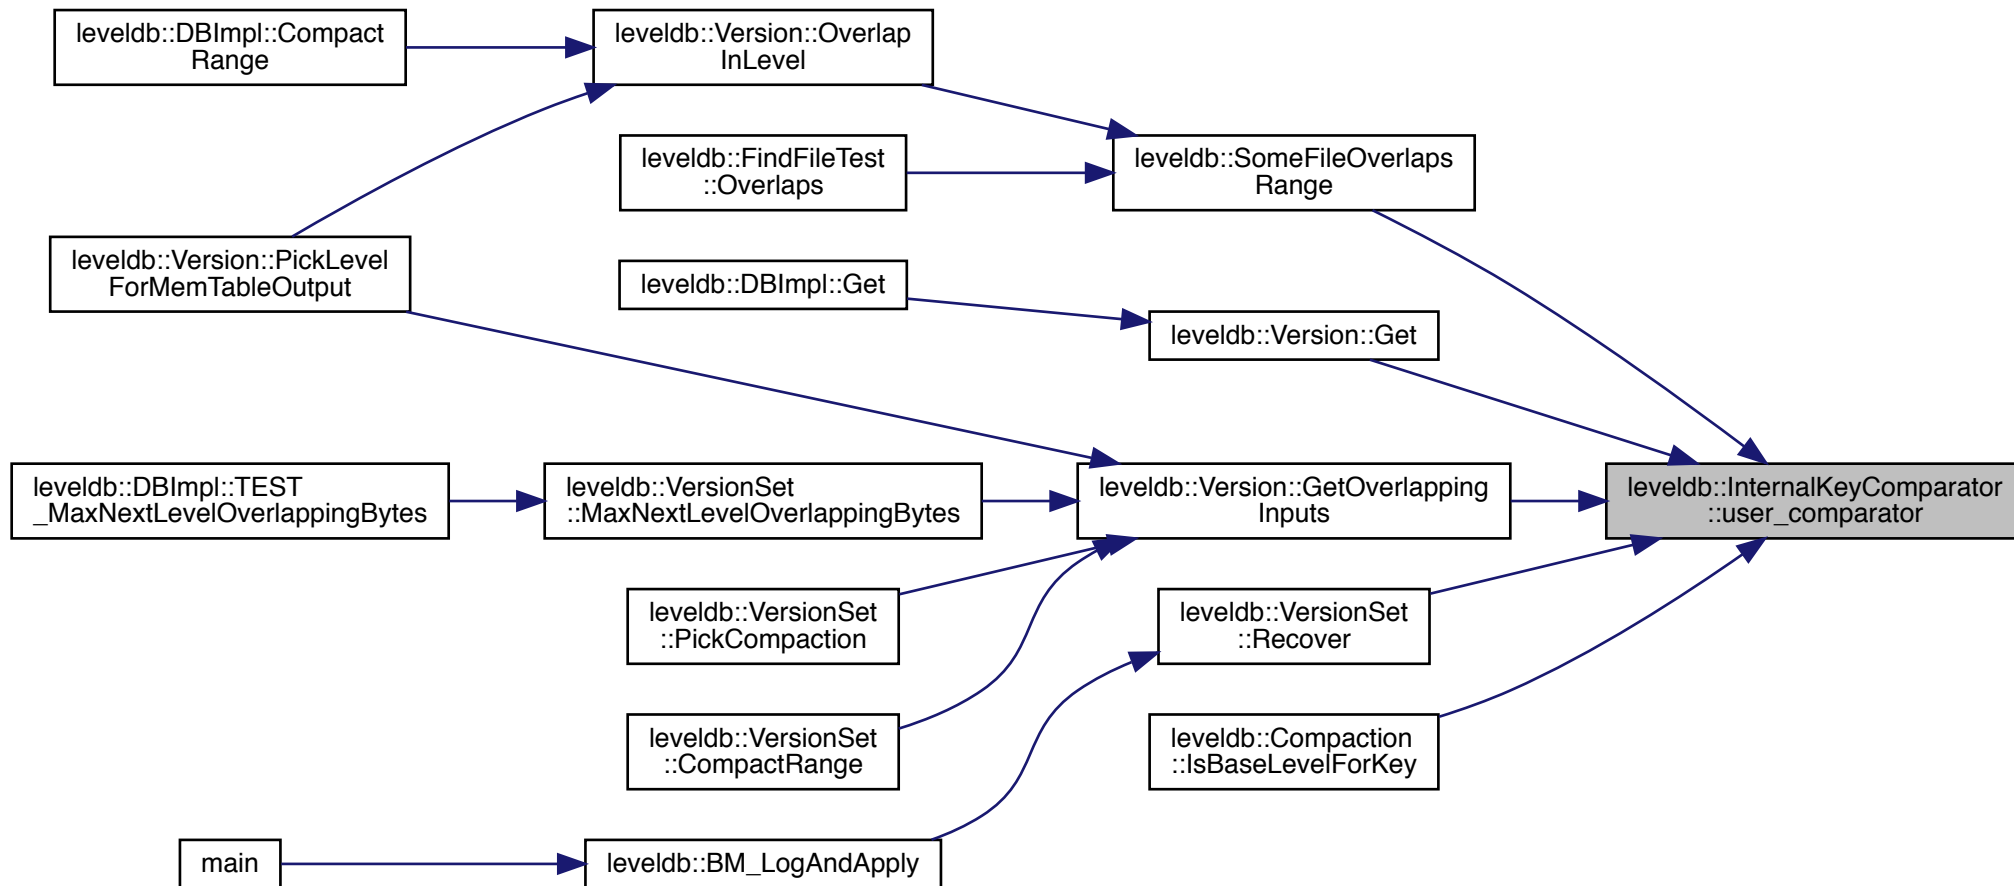 leveldb::DBImpl::Compact
Range
leveldb::Version::Overlap
InLevel
leveldb::FindFileTest
::Overlaps
leveldb::SomeFileOverlaps
Range
leveldb::Version::PickLevel
ForMemTableOutput
leveldb::DBImpl::Get
leveldb::Version::Get
leveldb::DBImpl::TEST
_MaxNextLevelOverlappingBytes
leveldb::VersionSet
::MaxNextLevelOverlappingBytes
leveldb::Version::GetOverlapping
Inputs
leveldb::InternalKeyComparator
::user_comparator
leveldb::VersionSet
::PickCompaction
leveldb::VersionSet
::Recover
leveldb::VersionSet
::CompactRange
leveldb::Compaction
::IsBaseLevelForKey
main
leveldb::BM_LogAndApply